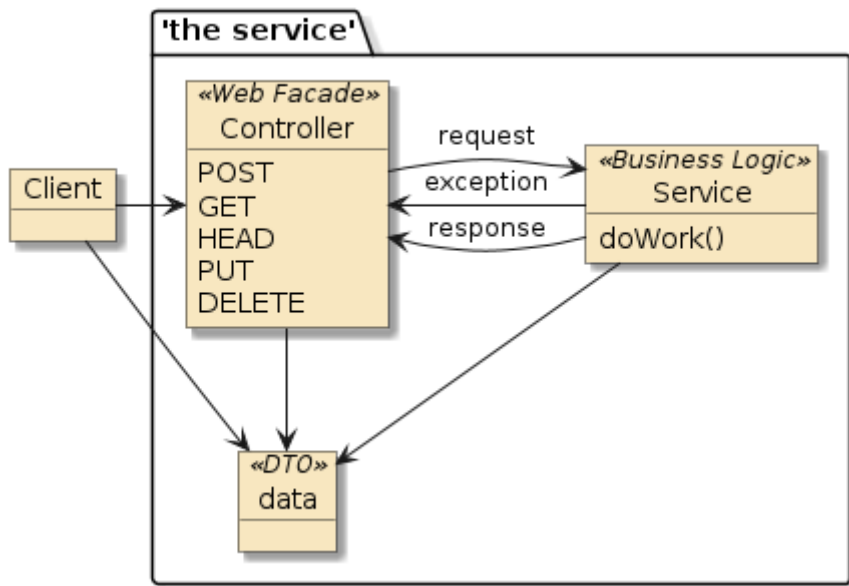 'the service'
«Web Facade»
Controller
POST
GET
HEAD
PUT
DELETE
request
exception
response
«Business Logic»
Service
doWork()
Client
«DTO»
data